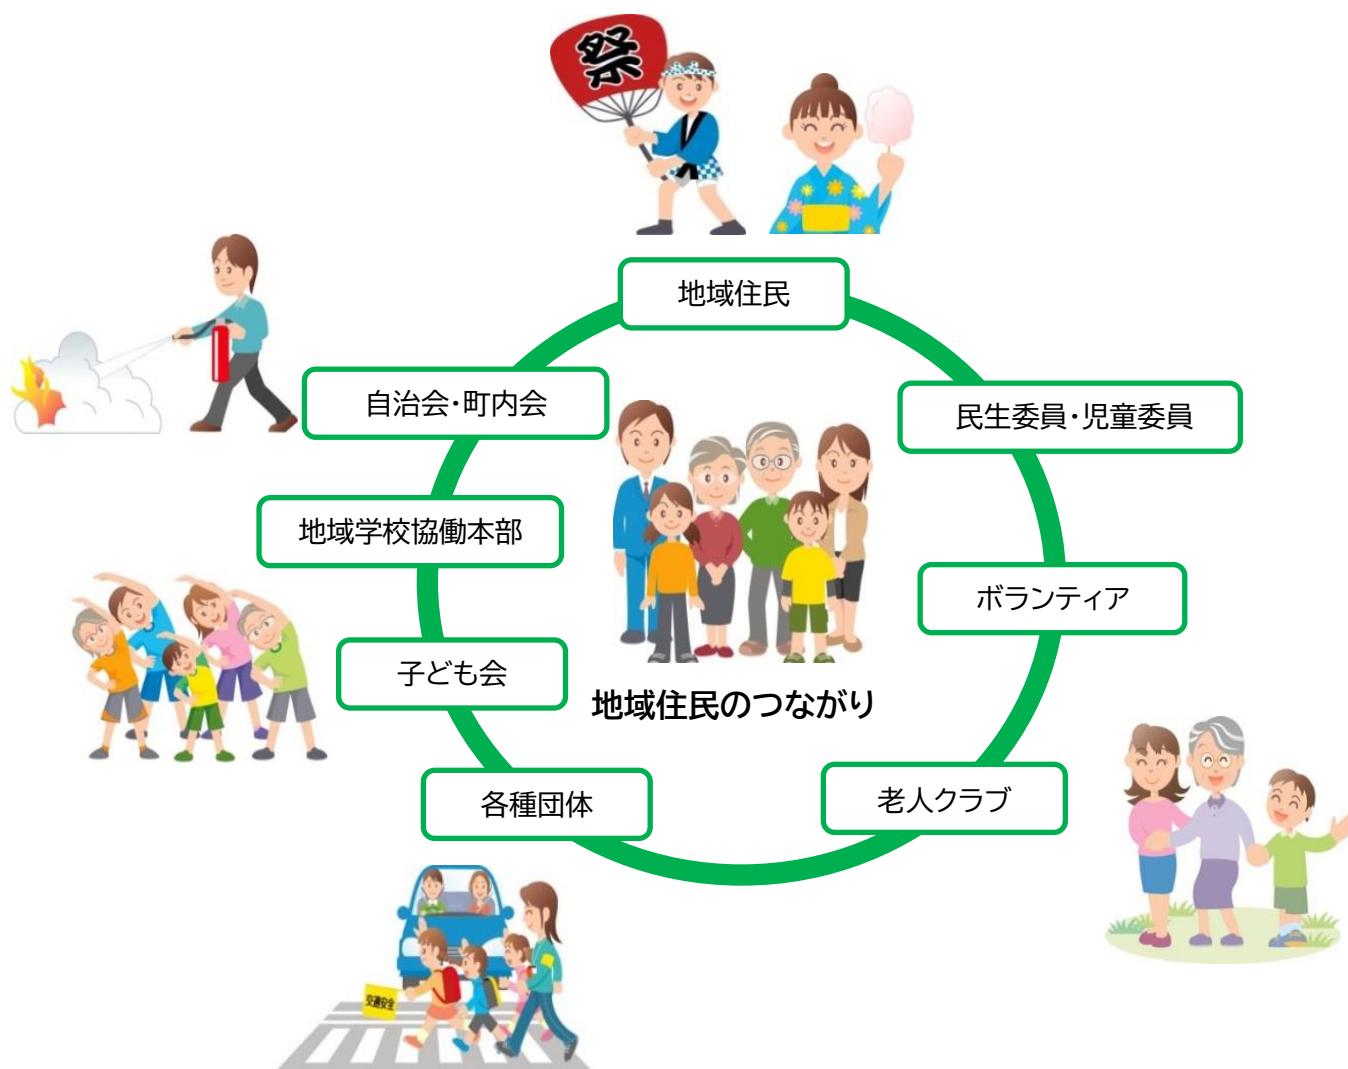 祭
地域住民
自治会・町内会
民生委員・児童委員
地域学校協働本部
ボランティア
子ども会
地域住民のつながり
各種団体
老人クラブ
交通安全